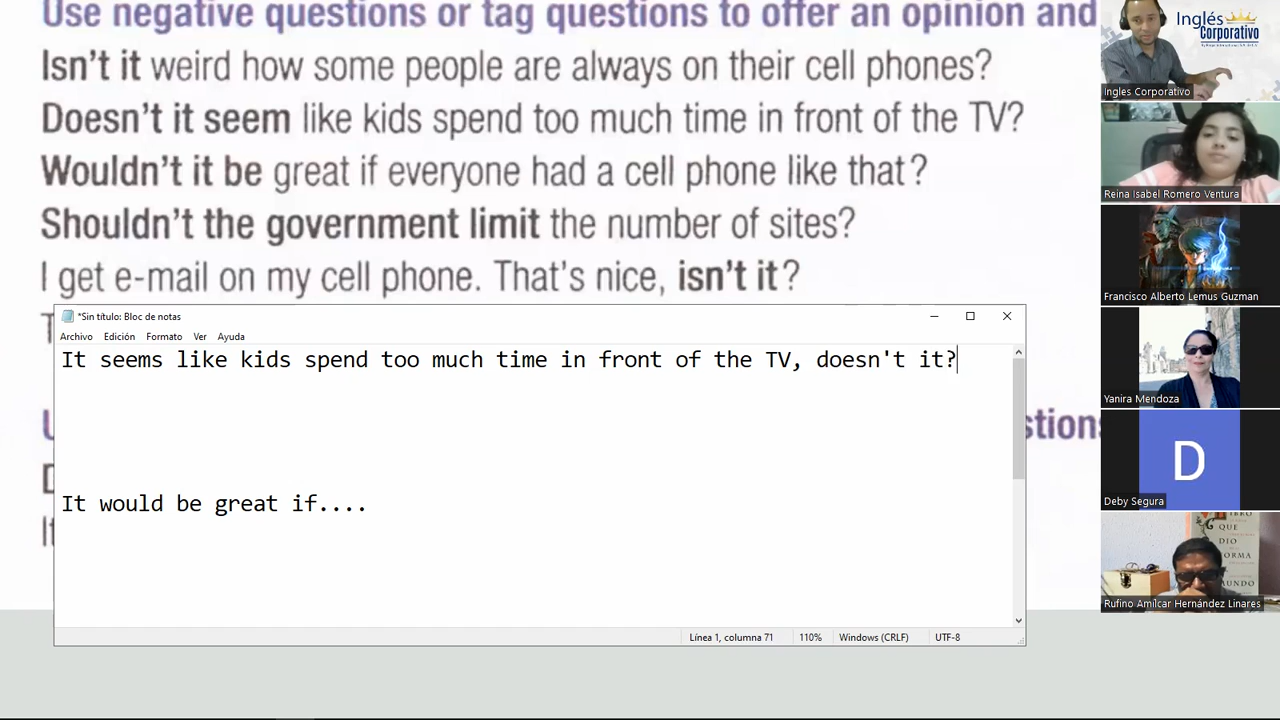 Use negative questions or tag questions to offer an opinion and
Isn't it weird how some people are always on their cell phones?
Doesn't it seem like kids spend too much time in front of the TV?
Wouldn't it be great if everyone had a cell phone like that?
Shouldn't the government limit the number of sites?
I get e-mail on my cell phone. That's nice, isn't it?
*Sin título: Bloc de notas
Archivo Edición Formato Ver Ayuda
It seems like kids spend too much time in front of the TV, doesn't it?
It would be great if....
Línea 1, columna 71 110% Windows (CRLF) UTF-8
Inglés
Corporativo
Ingles Corporativo
Reina Isabel Romero Ventura
Francisco Alberto Lemus Guzman
Yanira Mendoza
D
Deby Segura
QUE
DIO
Rufino Amílcar Hernández Linares